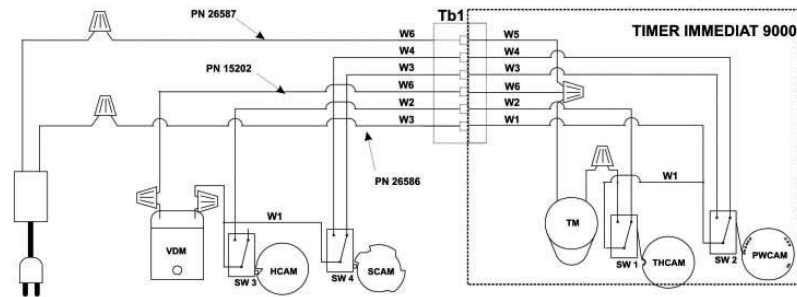 Tb1
TIMER IMMEDIAT 9000
PN 26587
W6 W5
W4 W4
PN 15202
W3 W3
W6 W6
W2 W2
W3 W1
PN 26586
W1
W1
TM
VDM
HCAM
SCAM
THCAM
PWCAM
SW 3
SW 4
SW 1
SW 2